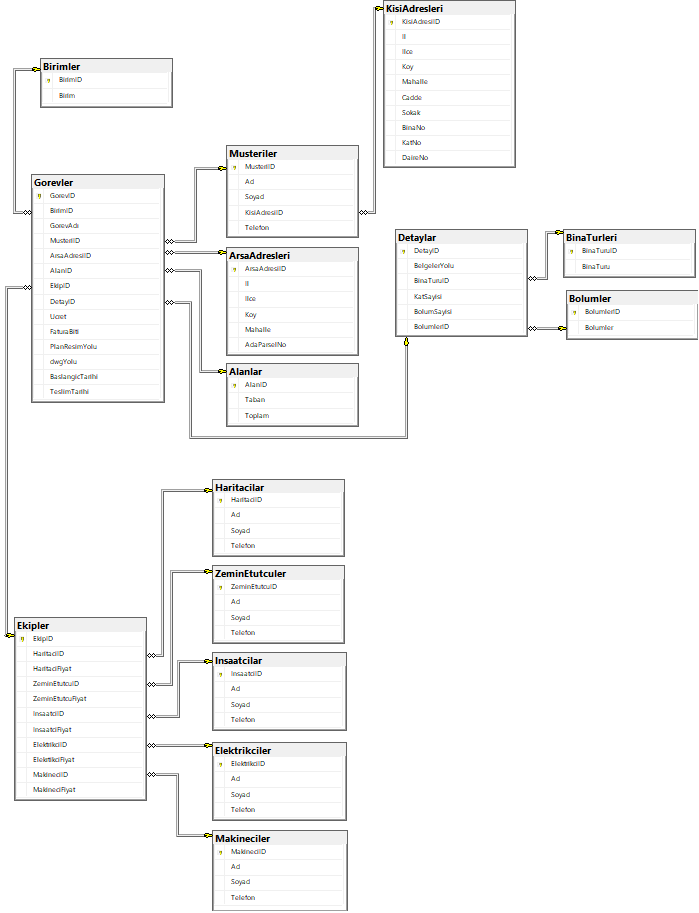 KisiAdresleri
KisiAdresiID
Il
Ilce
Koy
Mahalle
Cadde
Sokak
BinaNo
KatNo
DaireNo
Birimler
BirimID
Birim
Musteriler
MusteriID
Ad
Soyad
KisiAdresiID
Telefon
Gorevler
GorevID
BirimID
GorevAdi
MusteriID
ArsaAdresiID
AlanID
EkipID
DetayID
Ucret
FaturaBiti
PlanResimYolu
dwgYolu
BaslangicTarihi
TeslimTarihi
ArsaAdresleri
ArsaAdresiID
Il
Ilce
Koy
Mahalle
AdaParselNo
Alanlar
AlanID
Taban
Toplam
Detaylar
DetayID
BelgelerYolu
BinaTuruID
KatSayisi
BolumSayisi
BolumlerID
BinaTurleri
BinaTuruID
BinaTuru
Bolumler
BolumlerID
Bolumler
Haritacilar
HaritaciID
Ad
Soyad
Telefon
ZeminEtutculer
ZeminEtutcuID
Ad
Soyad
Telefon
Ekipler
EkipID
HaritaciID
HaritaciFiyat
ZeminEtutcuID
ZeminEtutcuFiyat
InsaatciID
InsaatciFiyat
ElektrikciID
ElekrtikciFiyat
MakineciID
MakineciFiyat
Insaatcilar
InsaatciID
Ad
Soyad
Telefon
Elektrikciler
ElektrikciID
Ad
Soyad
Telefon
Makineciler
MakineciID
Ad
Soyad
Telefon